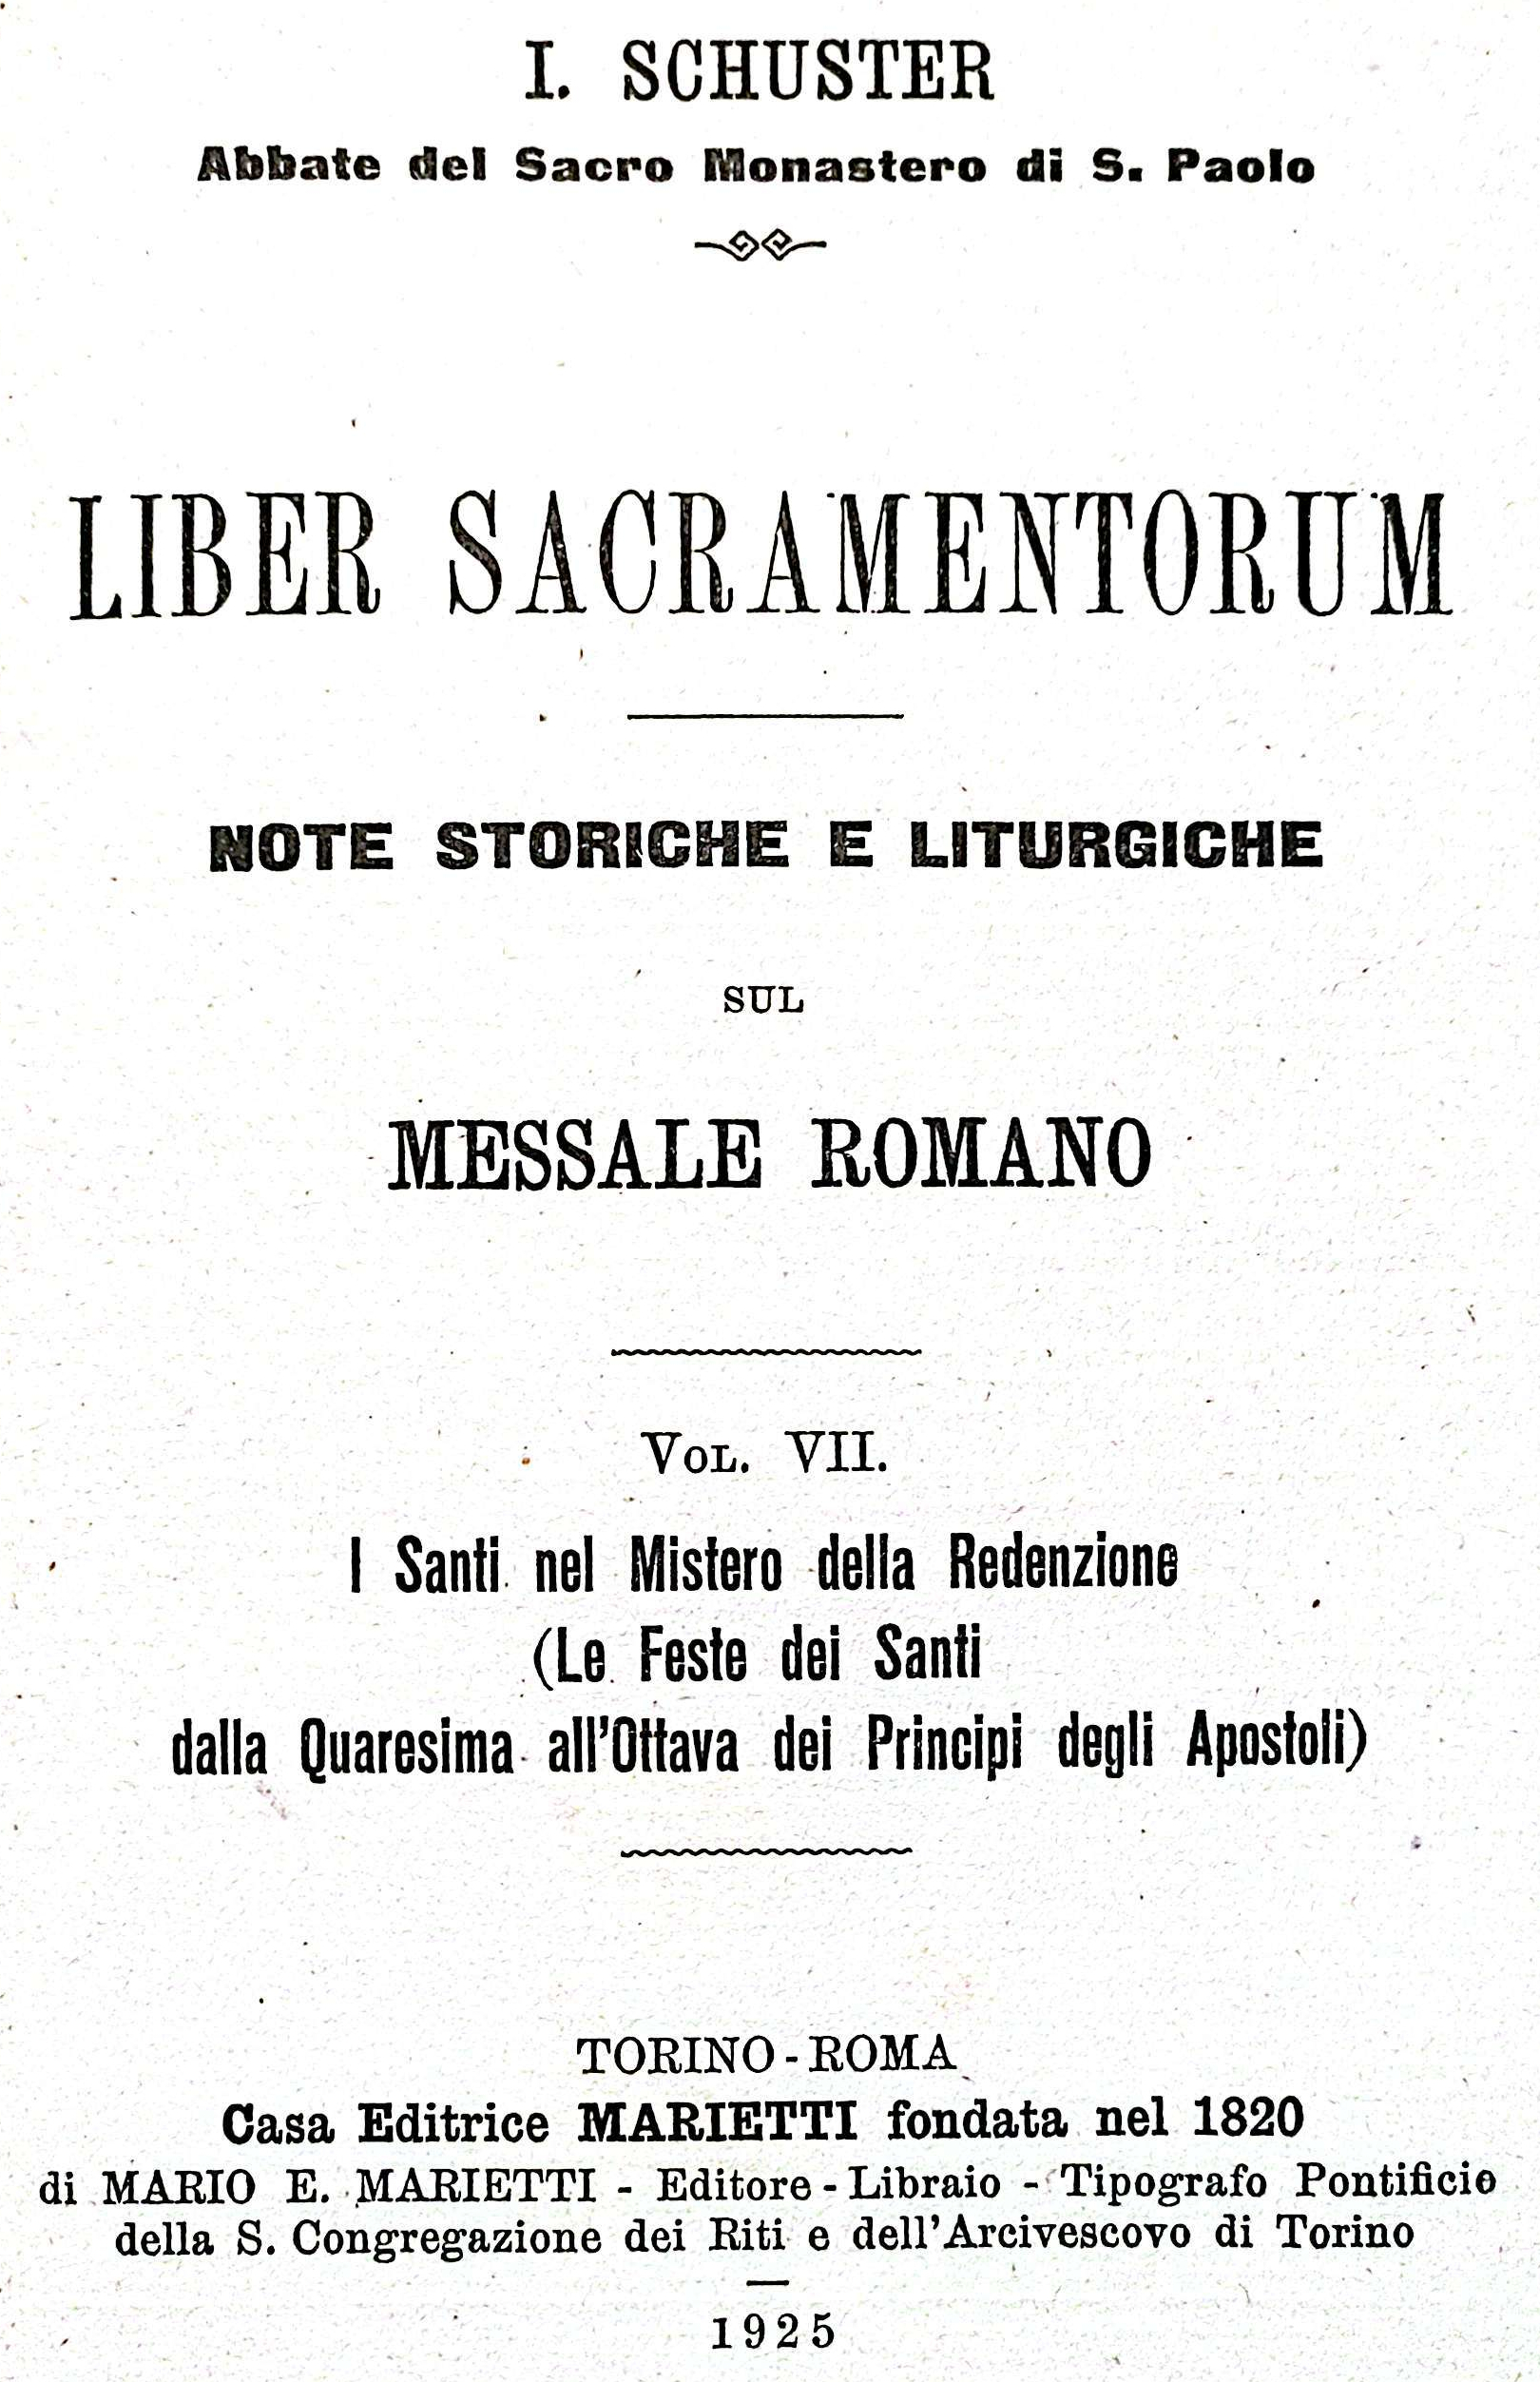 I. SCHUSTER
Abbate del Sacro Monastero di S. Paolo
LIBER SACRAMENTORUM
NOTE STORICHE E LITURGICHE
SUL
MESSALE ROMANO
VOL. VII.
I Santi nel Mistero della Redenzione
(Le Feste dei Santi
dalla Quaresima all'Ottava dei Principi degli Apostoli)
TORINO - ROMA
Casa Editrice MARIETTI fondata nel 1820
di MARIO E. MARIETTI - Editore - Libraio - Tipografo Pontificio
della S. Congregazione dei Riti e dell'Arcivescovo di Torino
1925